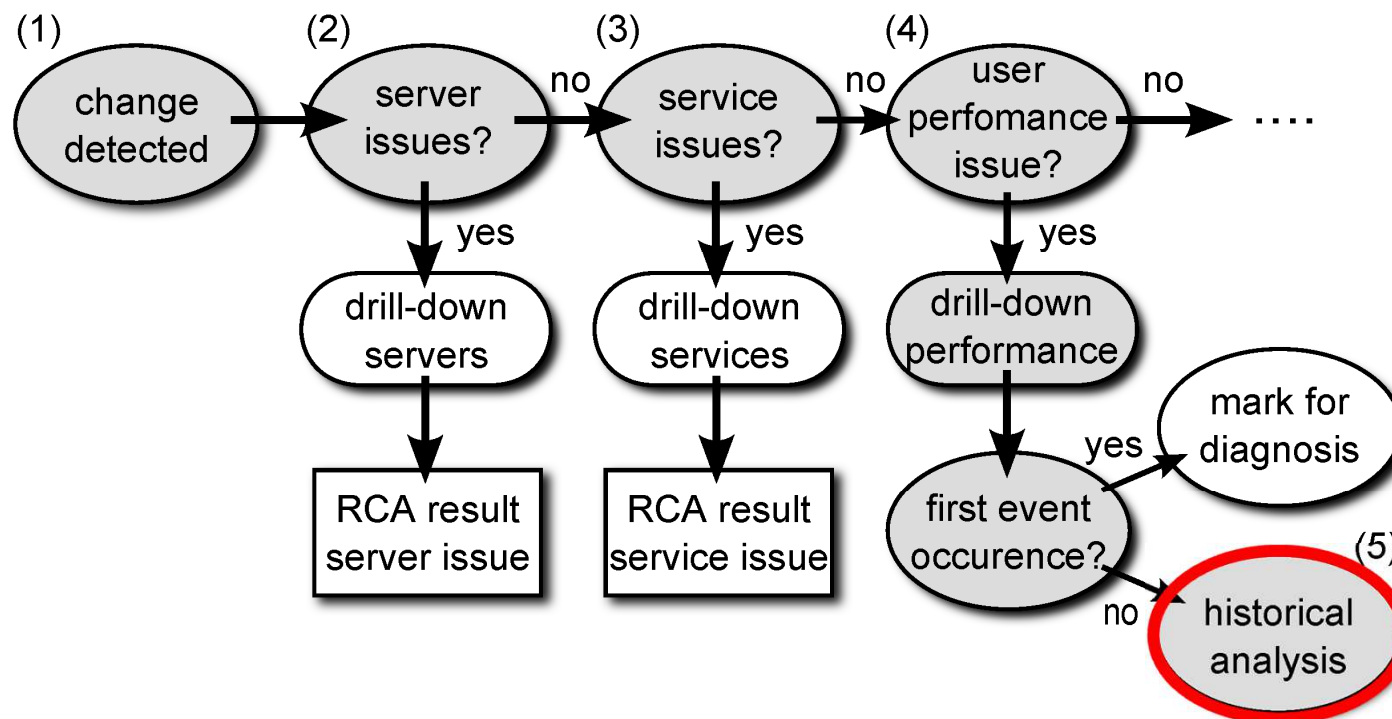 (1)
(2)
(3)
(4)
change
detected
server
issues?
no
service
issues?
no
user
perfomance
issue?
no
....
yes
yes
yes
drill-down
servers
drill-down
services
drill-down
performance
RCA result
server issue
RCA result
service issue
first event
occurence?
yes
mark for
diagnosis
no
(5)
historical
analysis